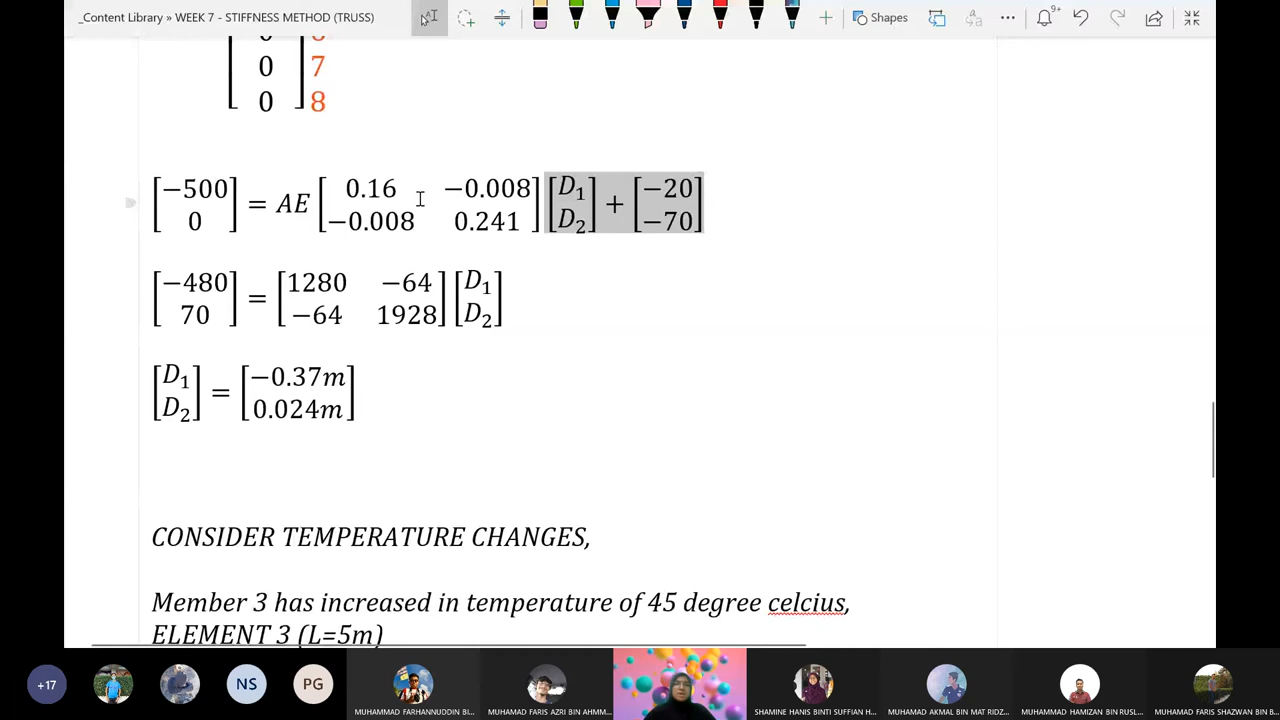 _Content Library » WEEK 7 - STIFFNESS METHOD (TRUSS)
Shapes
9+
0
7
0
8
[−500 0] = AE [0.16 −0.008 −0.008 0.241] [D1 D2] + [−20 −70]
[−480 70] = [1280 −64 −64 1928] [D1 D2]
[D1 D2] = [−0.37m 0.024m]
CONSIDER TEMPERATURE CHANGES,
Member 3 has increased in temperature of 45 degree celcius,
ELEMENT 3 (L=5m)
+17
NS
PG
MUHAMMAD FARHANNUDDIN BI...
MUHAMAD FARIS AZRI BIN AHMM...
SHAMINE HANIS BINTI SUFFIAN H...
MUHAMAD AKMAL BIN MAT RIDZ...
MUHAMAD HAMIZAN BIN RUSL...
MUHAMAD FARIS SHAZWAN BIN B...